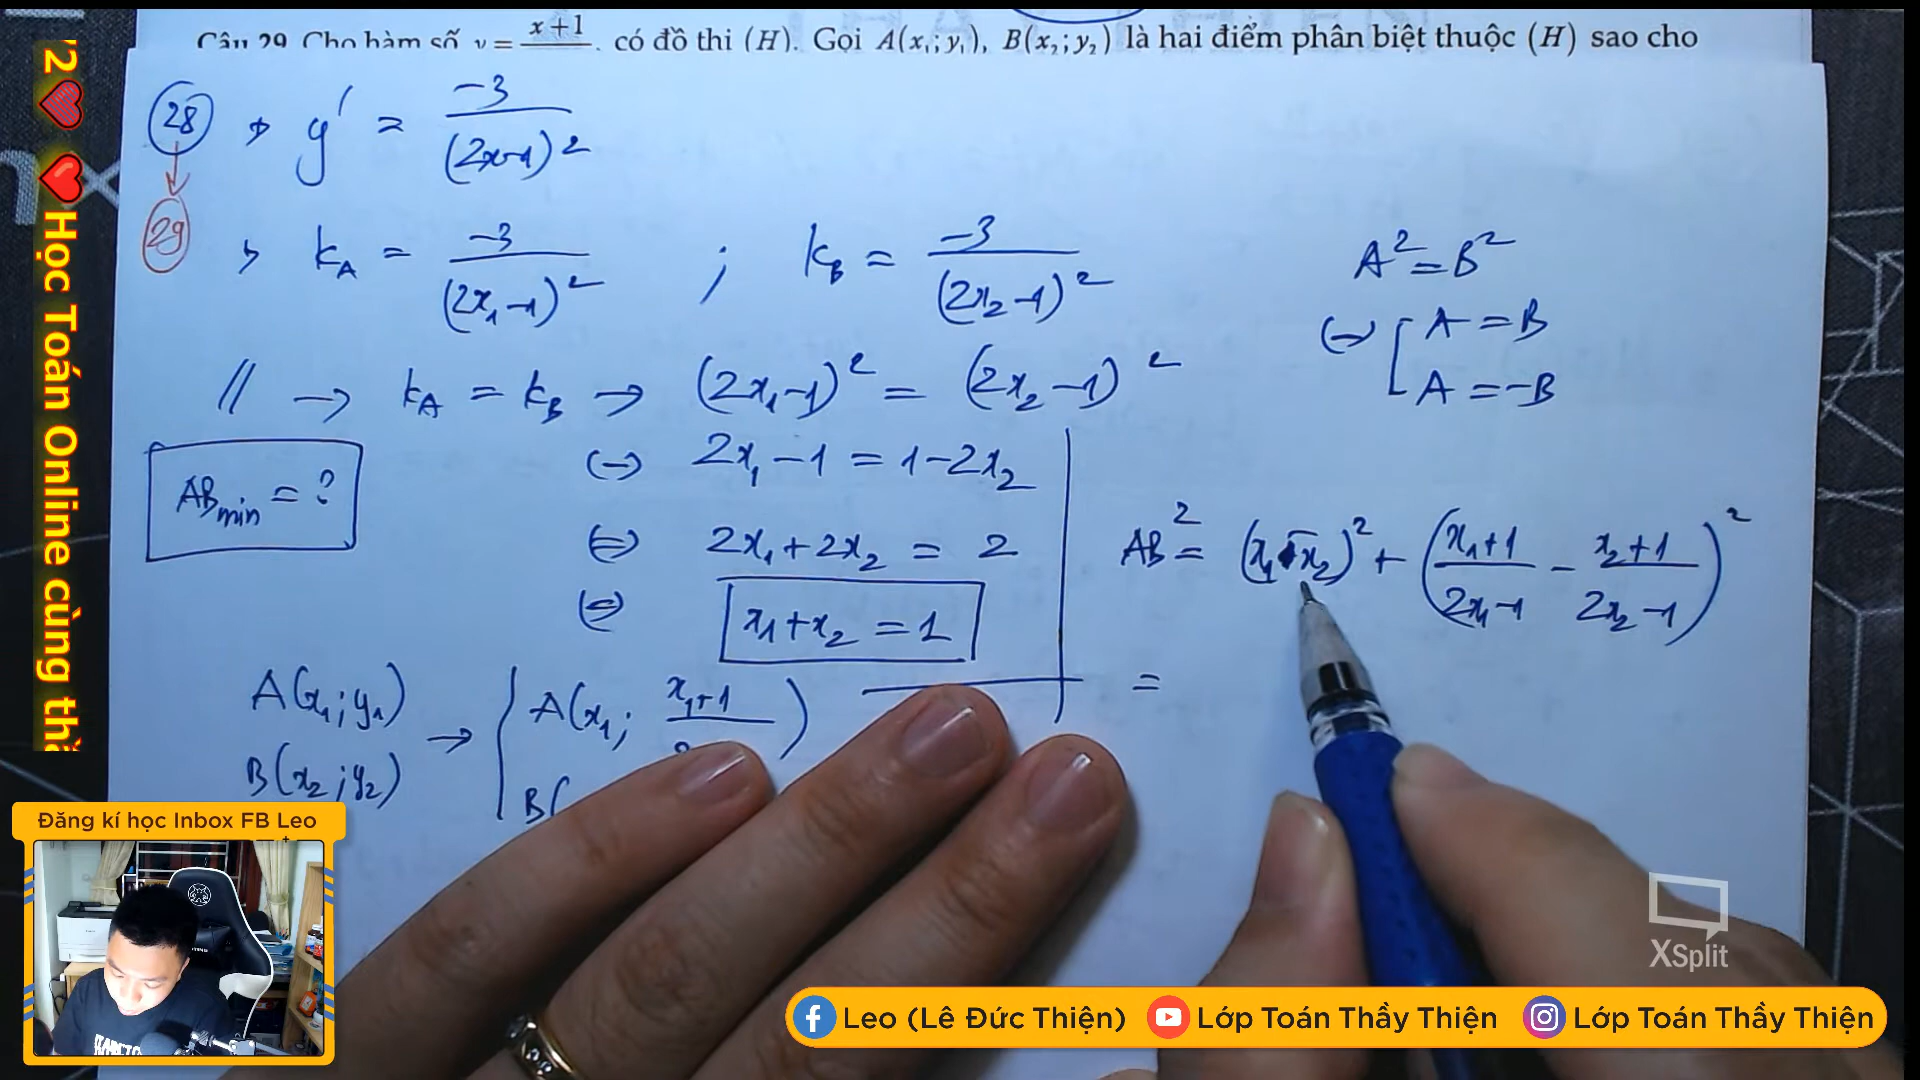 Câu 29. Cho hàm số y = x+1 có đồ thị (H). Gọi A(x₁;y₁), B(x₂;y₂) là hai điểm phân biệt thuộc (H) sao cho
28 → y' = -3/(2x-1)²
29
k_A = -3/(2x₁-1)² ; k_B = -3/(2x₂-1)²
A² = B²
(-) [ A = B
A = -B
// → k_A = k_B → (2x₁-1)² = (2x₂-1)²
AB_min = ?
(-) 2x₁-1 = 1-2x₂
(=) 2x₁+2x₂ = 2
(=) x₁+x₂ = 1
AB² = (x₁-x₂)² + ((x₁+1)/(2x₁-1) - (x₂+1)/(2x₂-1))²
=
A(x₁;y₁)
B(x₂;y₂)
→ A(x₁; x₁+1)
B(
2 ❤ ❤ Học Toán Online cùng
Đăng kí học Inbox FB Leo
XSplit
Leo (Lê Đức Thiện) Lớp Toán Thầy Thiện Lớp Toán Thầy Thiện